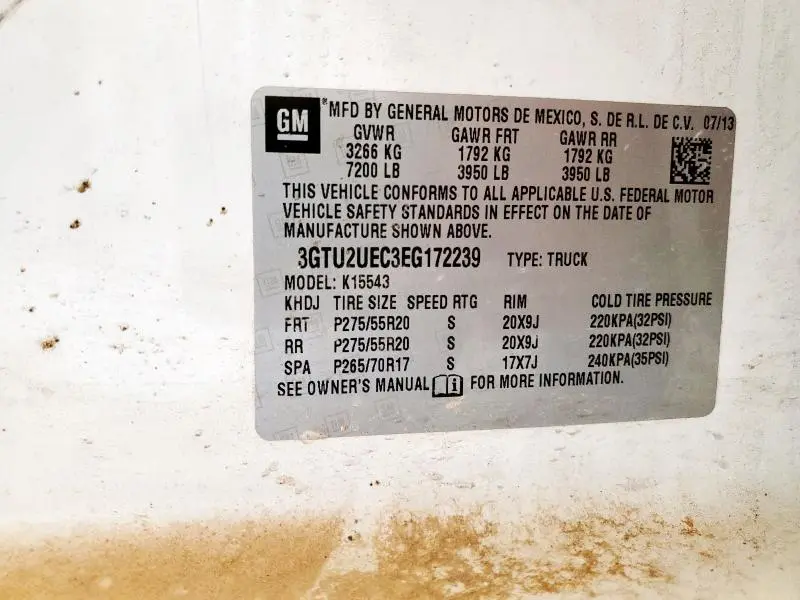 GM ® MFD BY GENERAL MOTORS DE MEXICO, S. DE R.L. DE C.V. 07/13
GVWR GAWR FRT GAWR RR
3266 KG 1792 KG 1792 KG
7200 LB 3950 LB 3950 LB
THIS VEHICLE CONFORMS TO ALL APPLICABLE U.S. FEDERAL MOTOR
VEHICLE SAFETY STANDARDS IN EFFECT ON THE DATE OF
MANUFACTURE SHOWN ABOVE.
3GTU2UEC3EG172239 TYPE: TRUCK
MODEL: K15543
KHDJ TIRE SIZE SPEED RTG RIM COLD TIRE PRESSURE
FRT P275/55R20 S 20X9J 220KPA(32PSI)
RR P275/55R20 S 20X9J 220KPA(32PSI)
SPA P265/70R17 S 17X7J 240KPA(35PSI)
SEE OWNER'S MANUAL i FOR MORE INFORMATION.